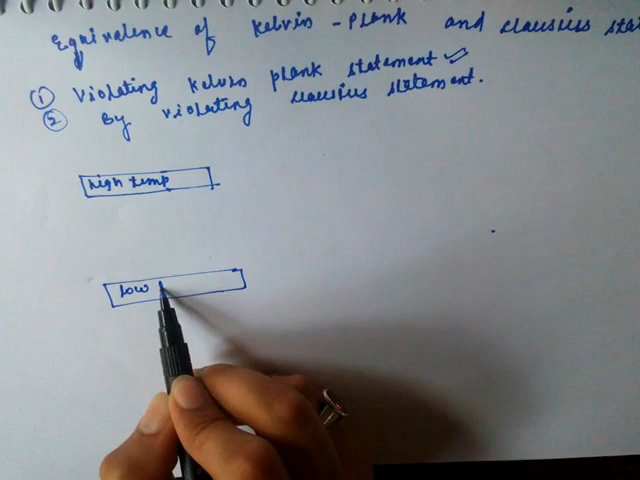 Equivalence of Kelvin - Plank and clausius stat
① Violating Kelvin plank statement ✓
② By violating clausius statement.
High temp
Low